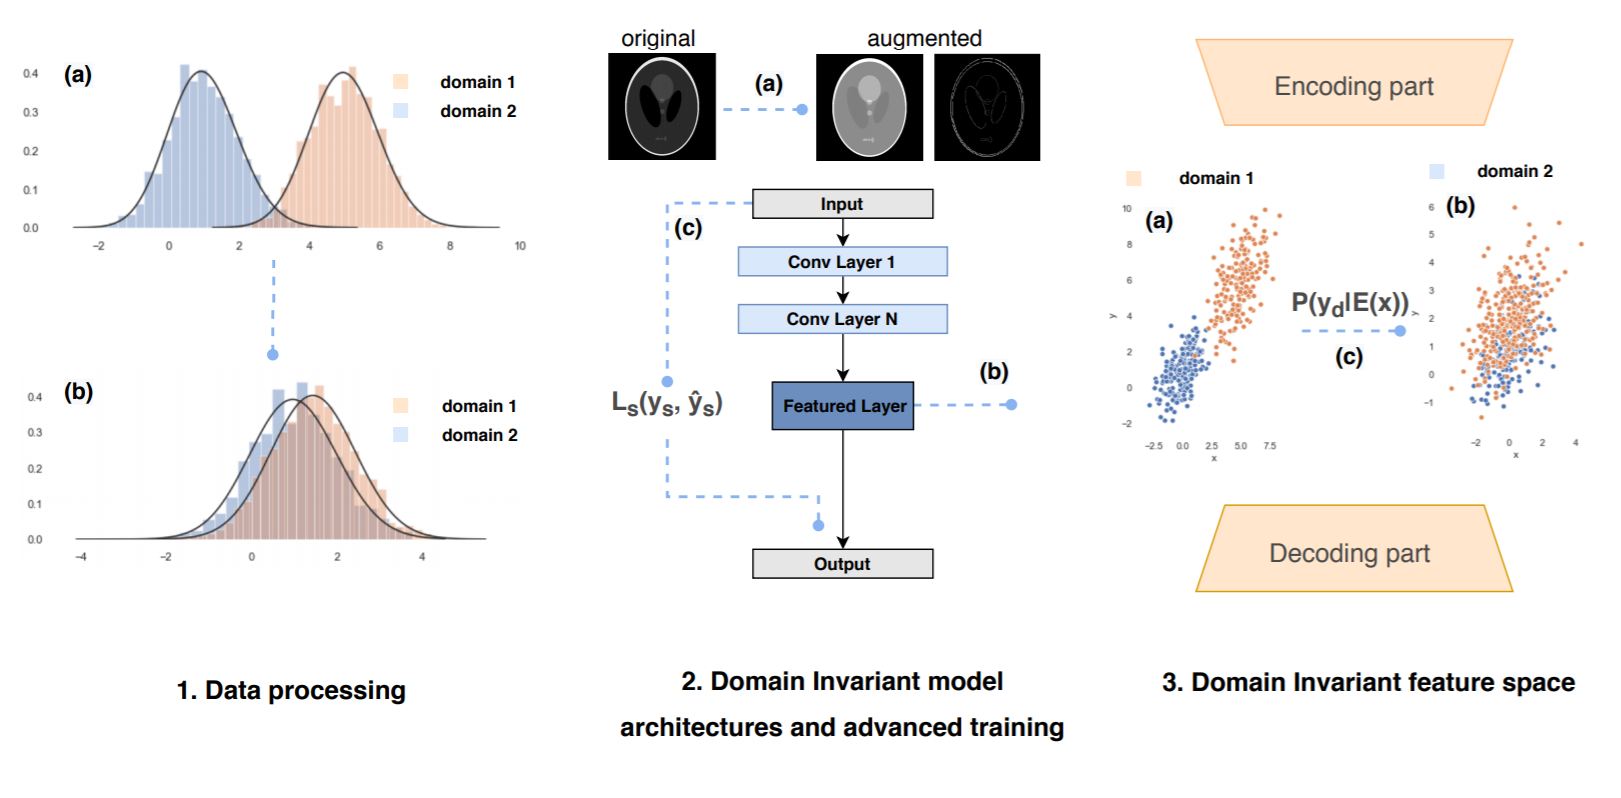 (a)
domain 1
domain 2
0.4
0.3
0.2
0.1
0.0
−2 0 2 4 6 8 10
(b)
domain 1
domain 2
0.4
0.3
0.2
0.1
0.0
−4 −2 0 2 4
1. Data processing
original
augmented
(a)
Input
(c)
Conv Layer 1
Conv Layer N
Featured Layer
(b)
Ls(ys, ŷs)
Output
2. Domain Invariant model
architectures and advanced training
Encoding part
domain 1
domain 2
(a)
10
8
6
4
2
0
−2
y
−2.5 0.0 2.5 5.0 7.5
x
P(yd|E(x))
(c)
(b)
6
5
4
3
2
1
0
−1
y
−2 0 2 4
x
Decoding part
3. Domain Invariant feature space